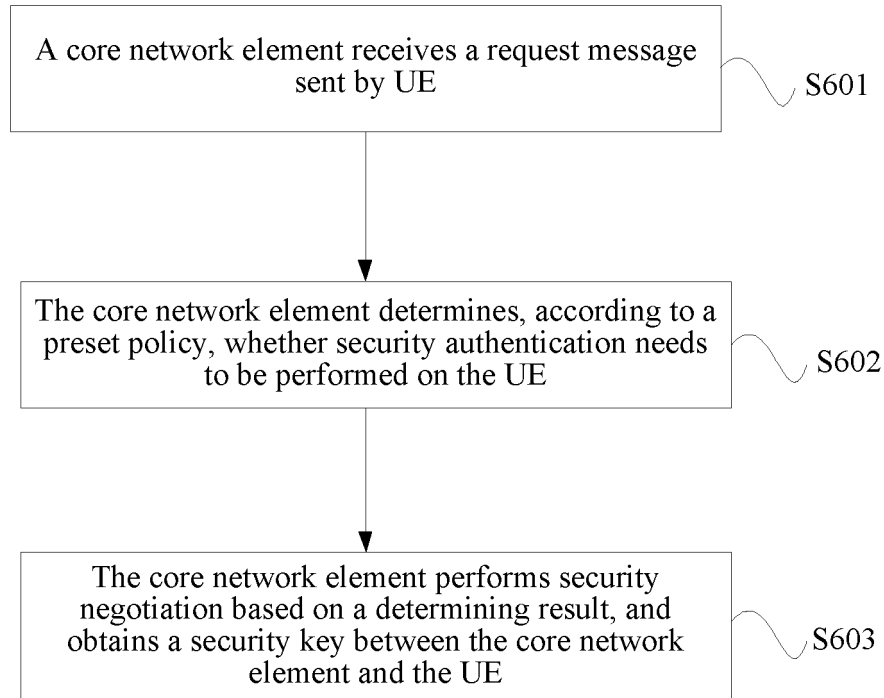 A core network element receives a request message
sent by UE
S601
The core network element determines, according to a
preset policy, whether security authentication needs
to be performed on the UE
S602
The core network element performs security
negotiation based on a determining result, and
obtains a security key between the core network
element and the UE
S603